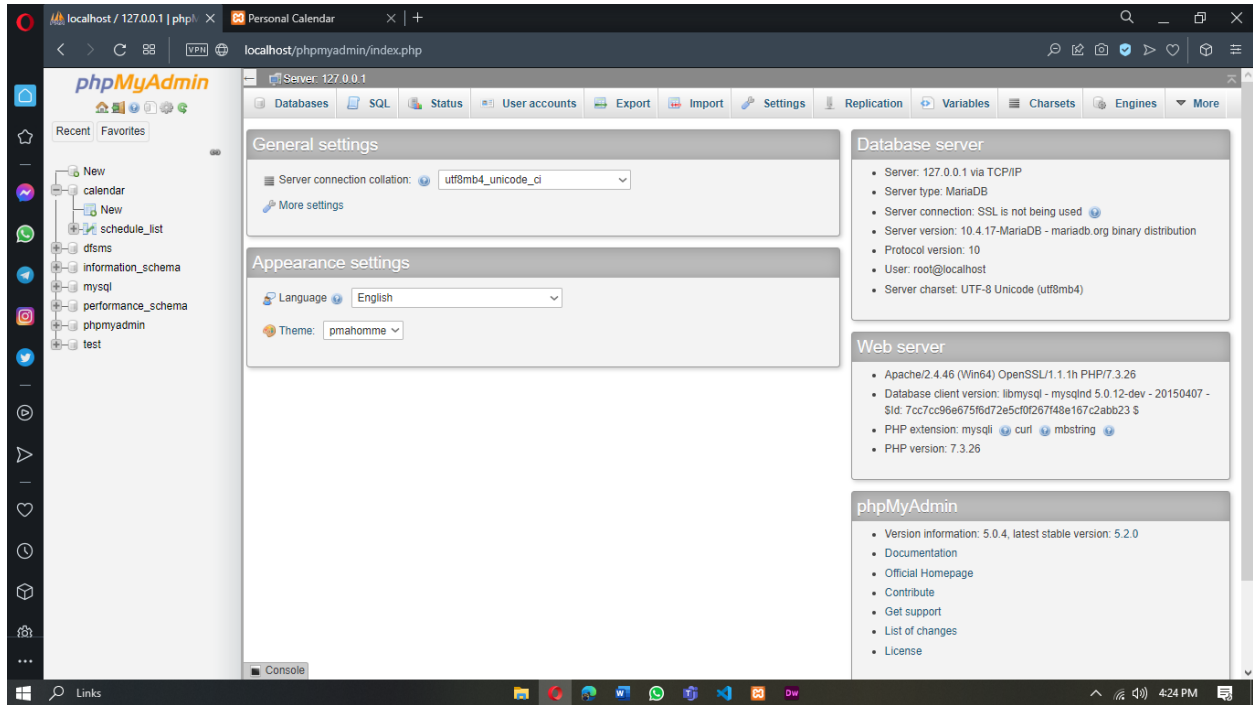 localhost / 127.0.0.1 | phpM
Personal Calendar
VPN
localhost/phpmyadmin/index.php
phpMyAdmin
Recent Favorites
New
calendar
New
schedule_list
dfsms
information_schema
mysql
performance_schema
phpmyadmin
test
Server: 127.0.0.1
Databases SQL Status User accounts Export Import Settings Replication Variables Charsets Engines More
General settings
Server connection collation: utf8mb4_unicode_ci
More settings
Appearance settings
Language English
Theme: pmahomme
Database server
Server: 127.0.0.1 via TCP/IP
Server type: MariaDB
Server connection: SSL is not being used
Server version: 10.4.17-MariaDB - mariadb.org binary distribution
Protocol version: 10
User: root@localhost
Server charset: UTF-8 Unicode (utf8mb4)
Web server
Apache/2.4.46 (Win64) OpenSSL/1.1.1h PHP/7.3.26
Database client version: libmysql - mysqlnd 5.0.12-dev - 20150407 -
$Id: 7cc7cc96e675f6d72e5cf0f267f48e167c2abb23 $
PHP extension: mysqli curl mbstring
PHP version: 7.3.26
phpMyAdmin
Version information: 5.0.4, latest stable version: 5.2.0
Documentation
Official Homepage
Contribute
Get support
List of changes
License
Console
Links
Dw
4:24 PM